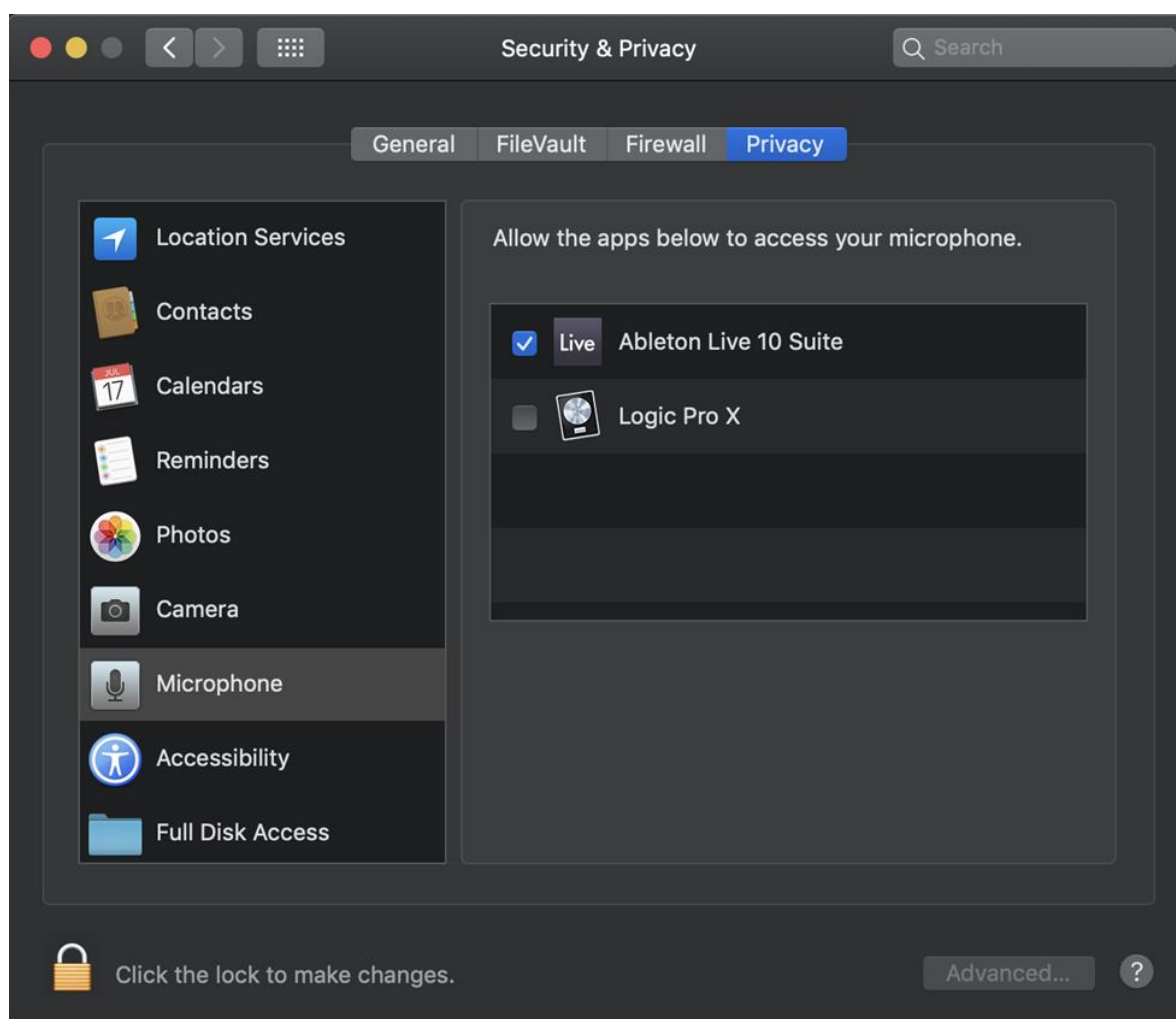 Security & Privacy
Search
General FileVault Firewall Privacy
Location Services
Contacts
JUL
17
Calendars
Reminders
Photos
Camera
Microphone
Accessibility
Full Disk Access
Allow the apps below to access your microphone.
Live Ableton Live 10 Suite
Logic Pro X
Click the lock to make changes.
Advanced... ?